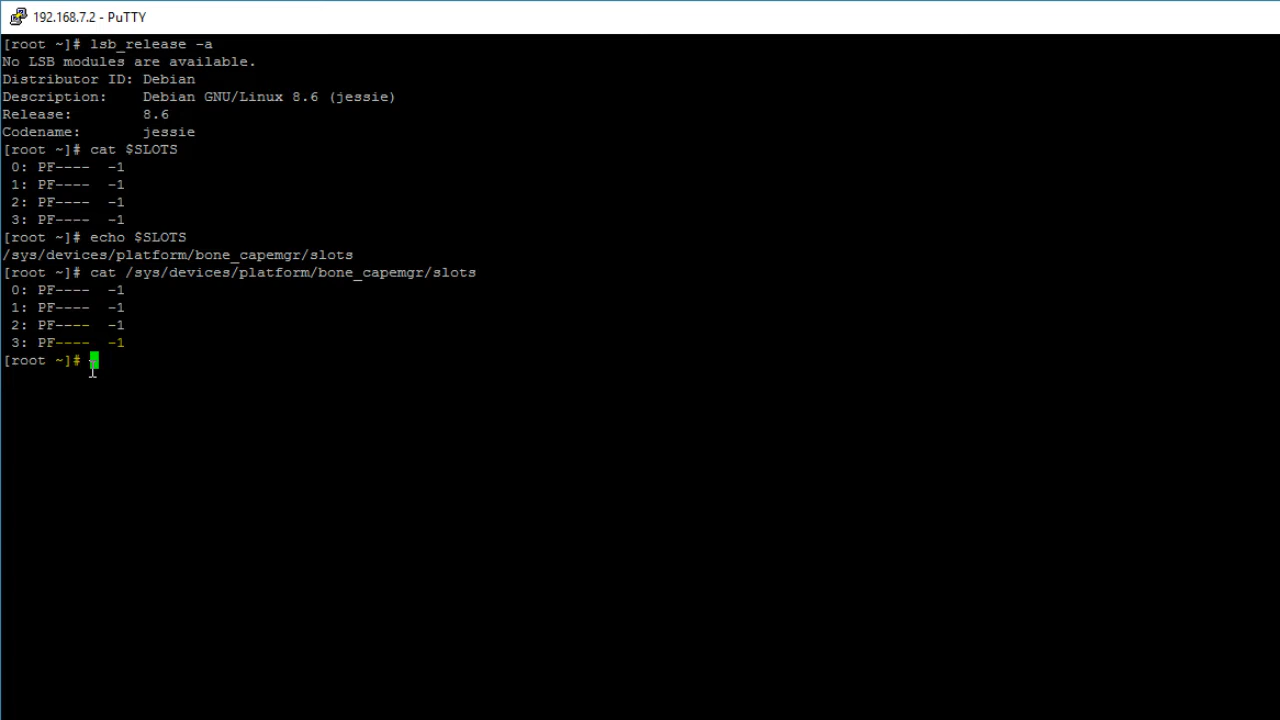 192.168.7.2 - PuTTY
[root ~]# lsb_release -a
No LSB modules are available.
Distributor ID: Debian
Description:    Debian GNU/Linux 8.6 (jessie)
Release:        8.6
Codename:       jessie
[root ~]# cat $SLOTS
 0: PF----  -1
 1: PF----  -1
 2: PF----  -1
 3: PF----  -1
[root ~]# echo $SLOTS
/sys/devices/platform/bone_capemgr/slots
[root ~]# cat /sys/devices/platform/bone_capemgr/slots
 0: PF----  -1
 1: PF----  -1
 2: PF----  -1
 3: PF----  -1
[root ~]#